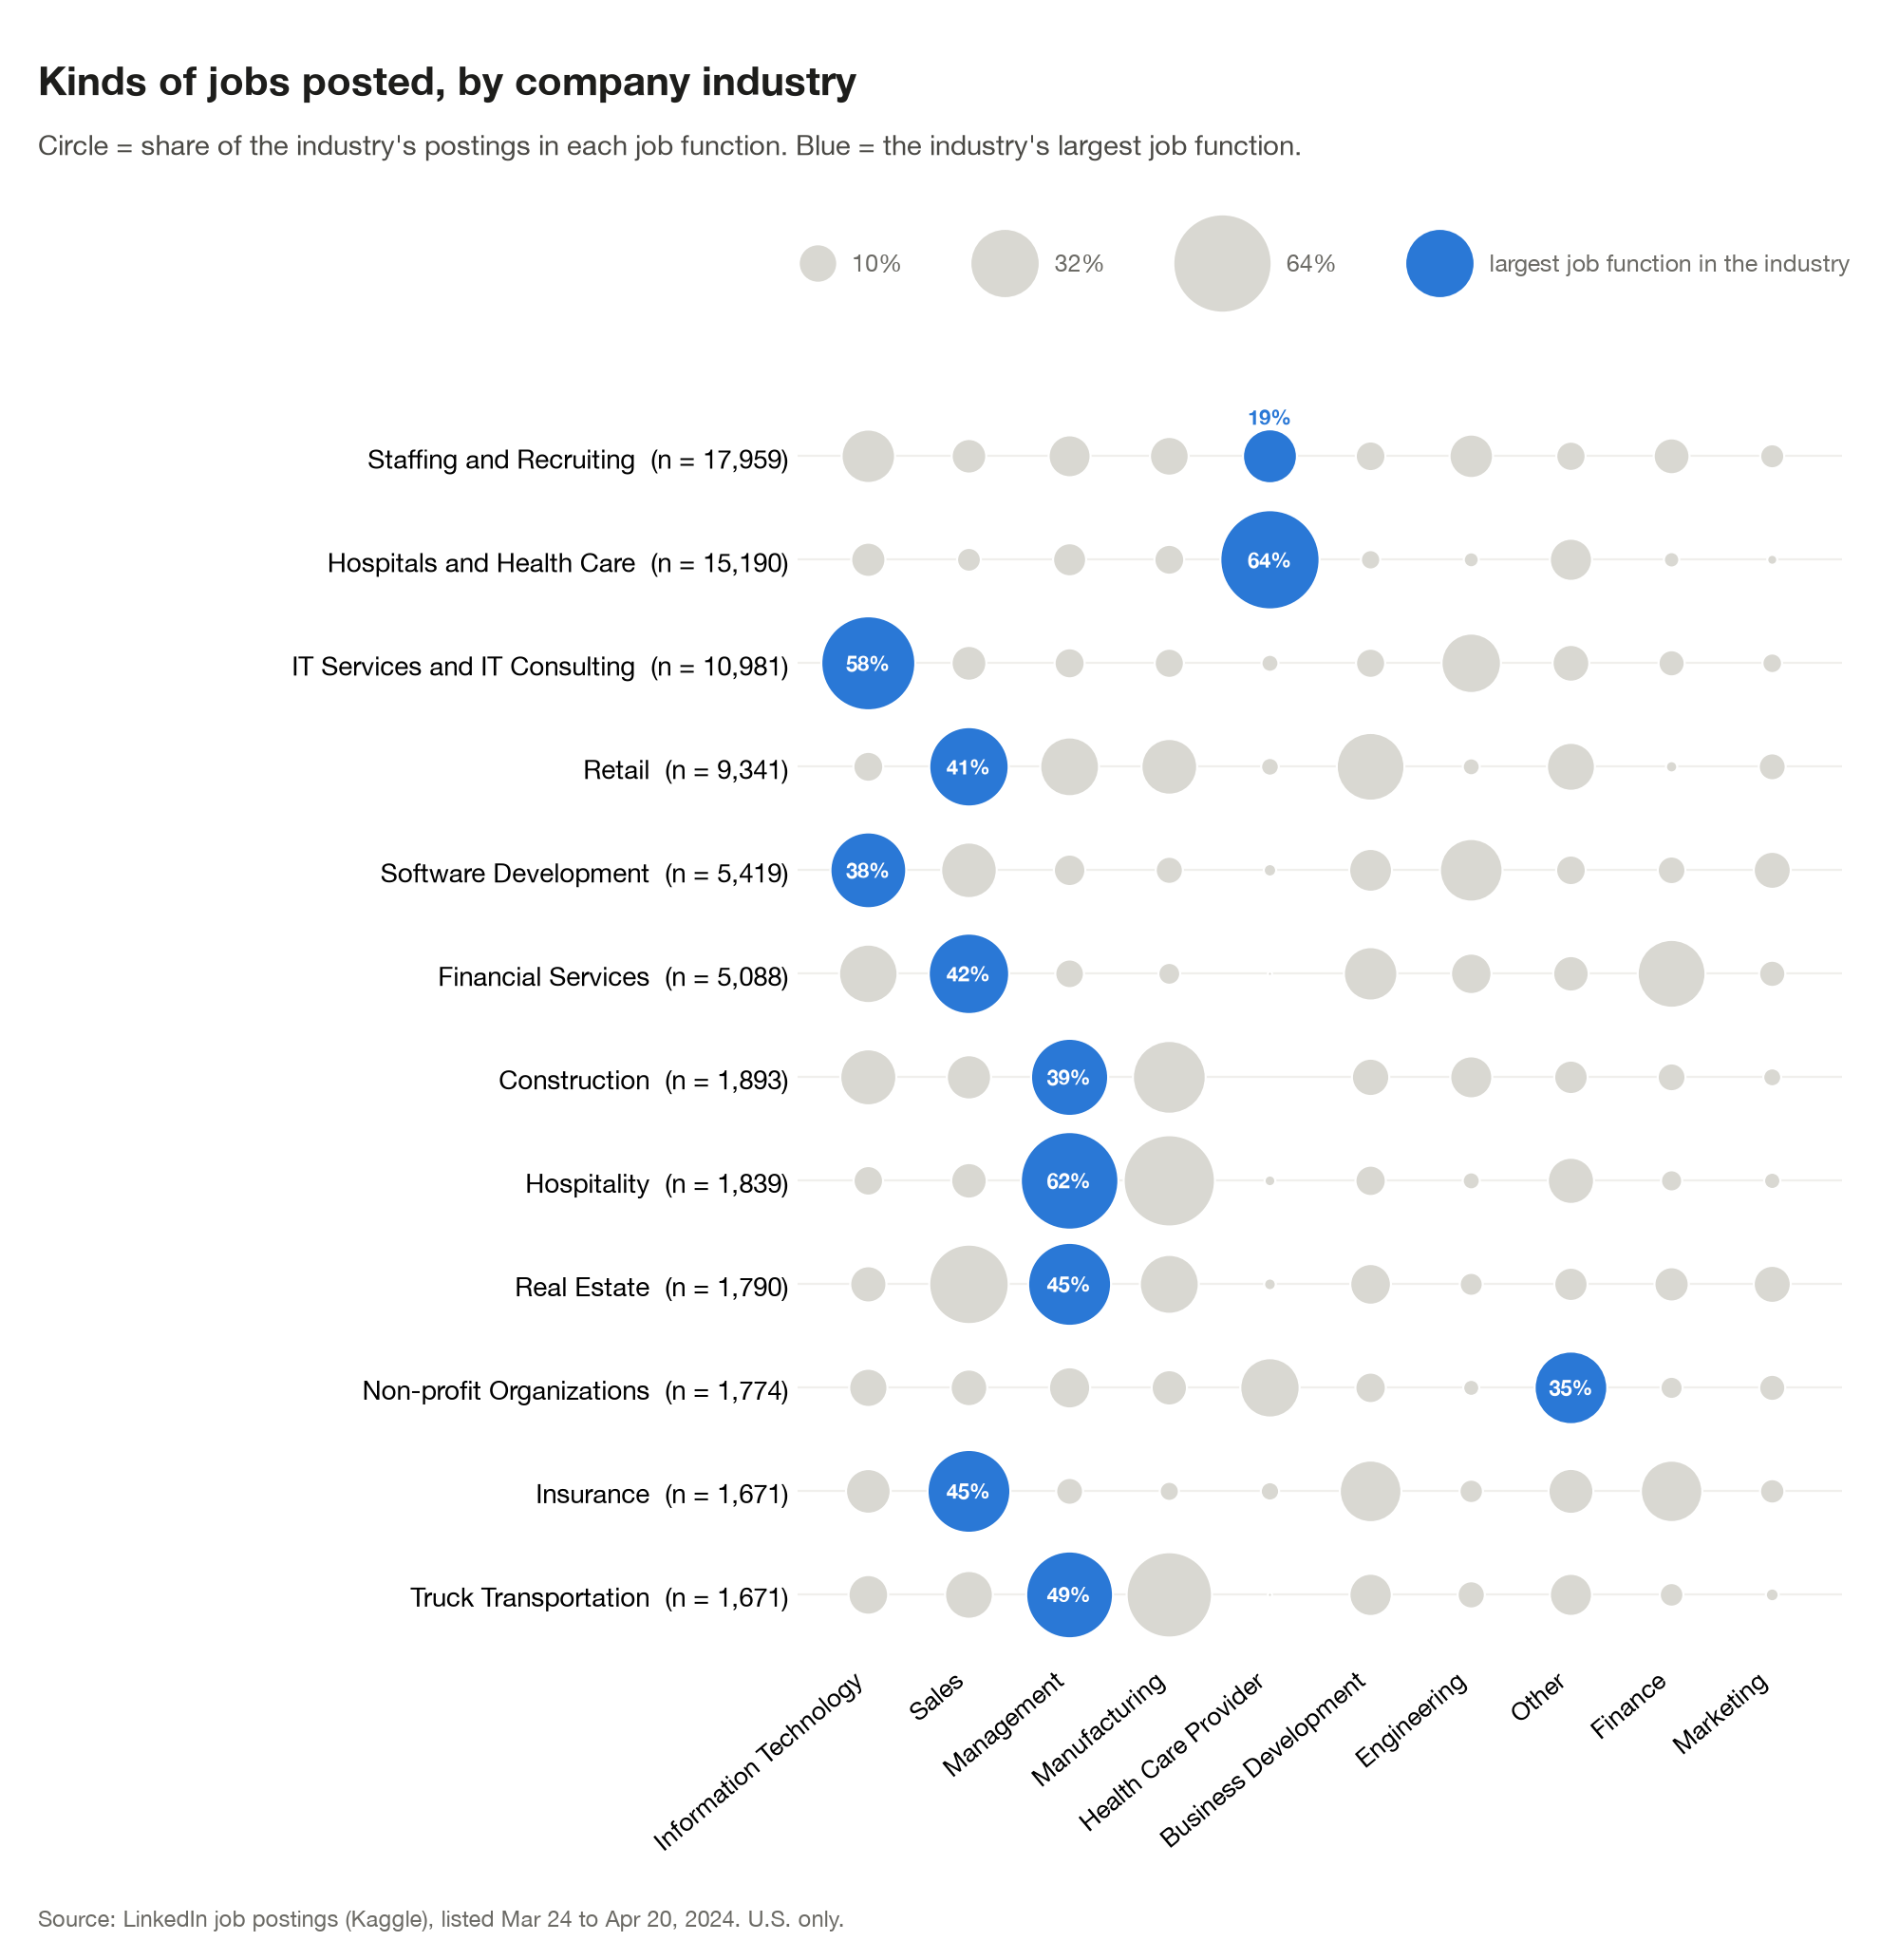 Kinds of jobs posted, by company industry
Circle = share of the industry's postings in each job function. Blue = the industry's largest job function.
10% 32% 64% largest job function in the industry
19%
Staffing and Recruiting (n = 17,959)
Hospitals and Health Care (n = 15,190) 64%
IT Services and IT Consulting (n = 10,981) 58%
Retail (n = 9,341) 41%
Software Development (n = 5,419) 38%
Financial Services (n = 5,088) 42%
Construction (n = 1,893) 39%
Hospitality (n = 1,839) 62%
Real Estate (n = 1,790) 45%
Non-profit Organizations (n = 1,774) 35%
Insurance (n = 1,671) 45%
Truck Transportation (n = 1,671) 49%
Information Technology
Sales
Management
Manufacturing
Health Care Provider
Business Development
Engineering
Other
Finance
Marketing
Source: LinkedIn job postings (Kaggle), listed Mar 24 to Apr 20, 2024. U.S. only.